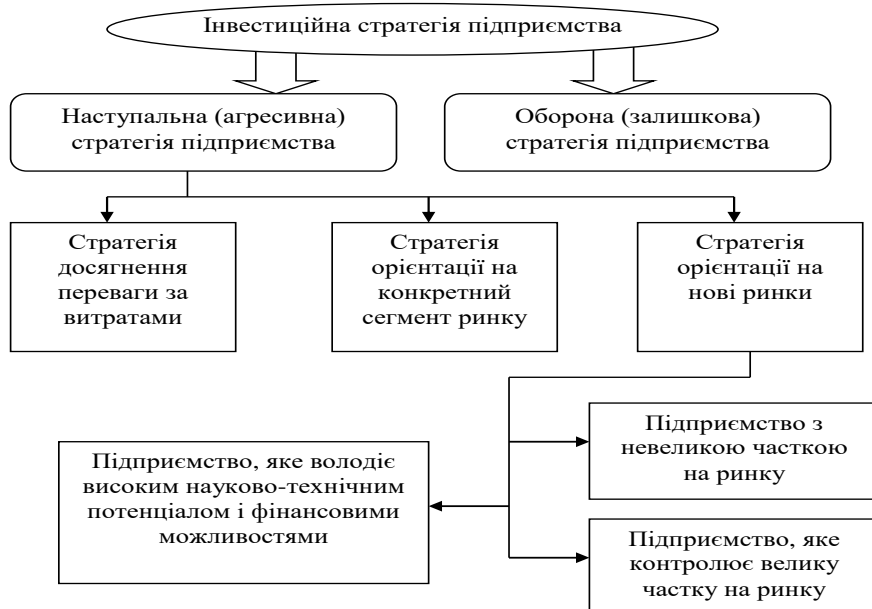 Інвестиційна стратегія підприємства
Наступальна (агресивна)
стратегія підприємства
Оборона (залишкова)
стратегія підприємства
Стратегія
досягнення
переваги за
витратами
Стратегія
орієнтації на
конкретний
сегмент ринку
Стратегія
орієнтації на
нові ринки
Підприємство, яке володіє
високим науково-технічним
потенціалом і фінансовими
можливостями
Підприємство з
невеликою часткою
на ринку
Підприємство, яке
контролює велику
частку на ринку